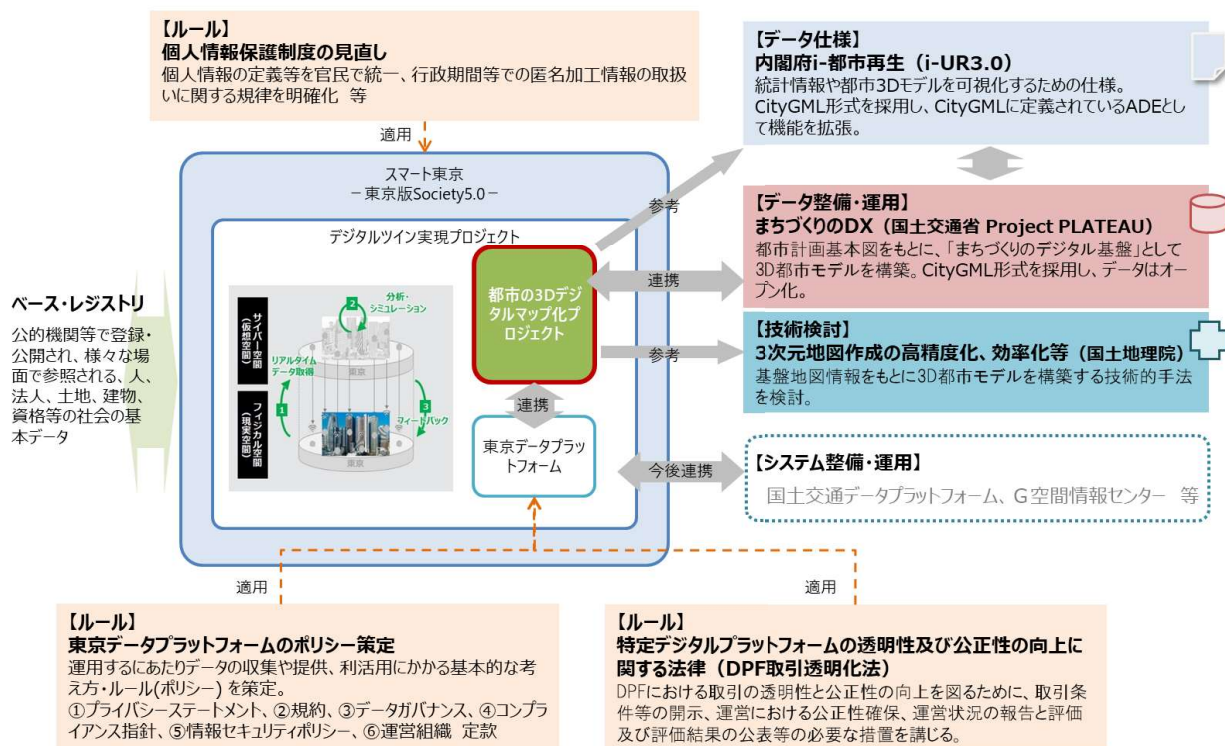 【ルール】
個人情報保護制度の見直し
個人情報の定義等を官民で統一、行政期間等での匿名加工情報の取扱
いに関する規律を明確化 等
適用
【データ仕様】
内閣府i-都市再生（i-UR3.0）
統計情報や都市3Dモデルを可視化するための仕様。
CityGML形式を採用し、CityGMLに定義されているADEとし
て機能を拡張。
スマート東京
－東京版Society5.0－
デジタルツイン実現プロジェクト
参考
【データ整備・運用】
まちづくりのDX（国土交通省 Project PLATEAU）
都市計画基本図をもとに、「まちづくりのデジタル基盤」として
3D都市モデルを構築。CityGML形式を採用し、データはオー
プン化。
連携
都市の3Dデジ
タルマップ化プ
ロジェクト
ベース・レジストリ
公的機関等で登録・
公開され、様々な場
面で参照される、人、
法人、土地、建物、
資格等の社会の基
本データ
サイバー空間
（仮想空間）
フィジカル空間
（現実空間）
2
分析・
シミュレーション
リアルタイム
データ取得
東京
1
3
フィードバック
東京
参考
【技術検討】
3次元地図作成の高精度化、効率化等（国土地理院）
基盤地図情報をもとに3D都市モデルを構築する技術的手法
を検討。
連携
東京データプラッ
トフォーム
今後連携
【システム整備・運用】
国土交通データプラットフォーム、G空間情報センター 等
適用
適用
【ルール】
東京データプラットフォームのポリシー策定
運用するにあたりデータの収集や提供、利活用にかかる基本的な考
え方・ルール(ポリシー) を策定。
①プライバシーステートメント、②規約、③データガバナンス、④コンプラ
イアンス指針、⑤情報セキュリティポリシー、⑥運営組織 定款
【ルール】
特定デジタルプラットフォームの透明性及び公正性の向上に
関する法律（DPF取引透明化法）
DPFにおける取引の透明性と公正性の向上を図るために、取引条
件等の開示、運営における公正性確保、運営状況の報告と評価
及び評価結果の公表等の必要な措置を講じる。